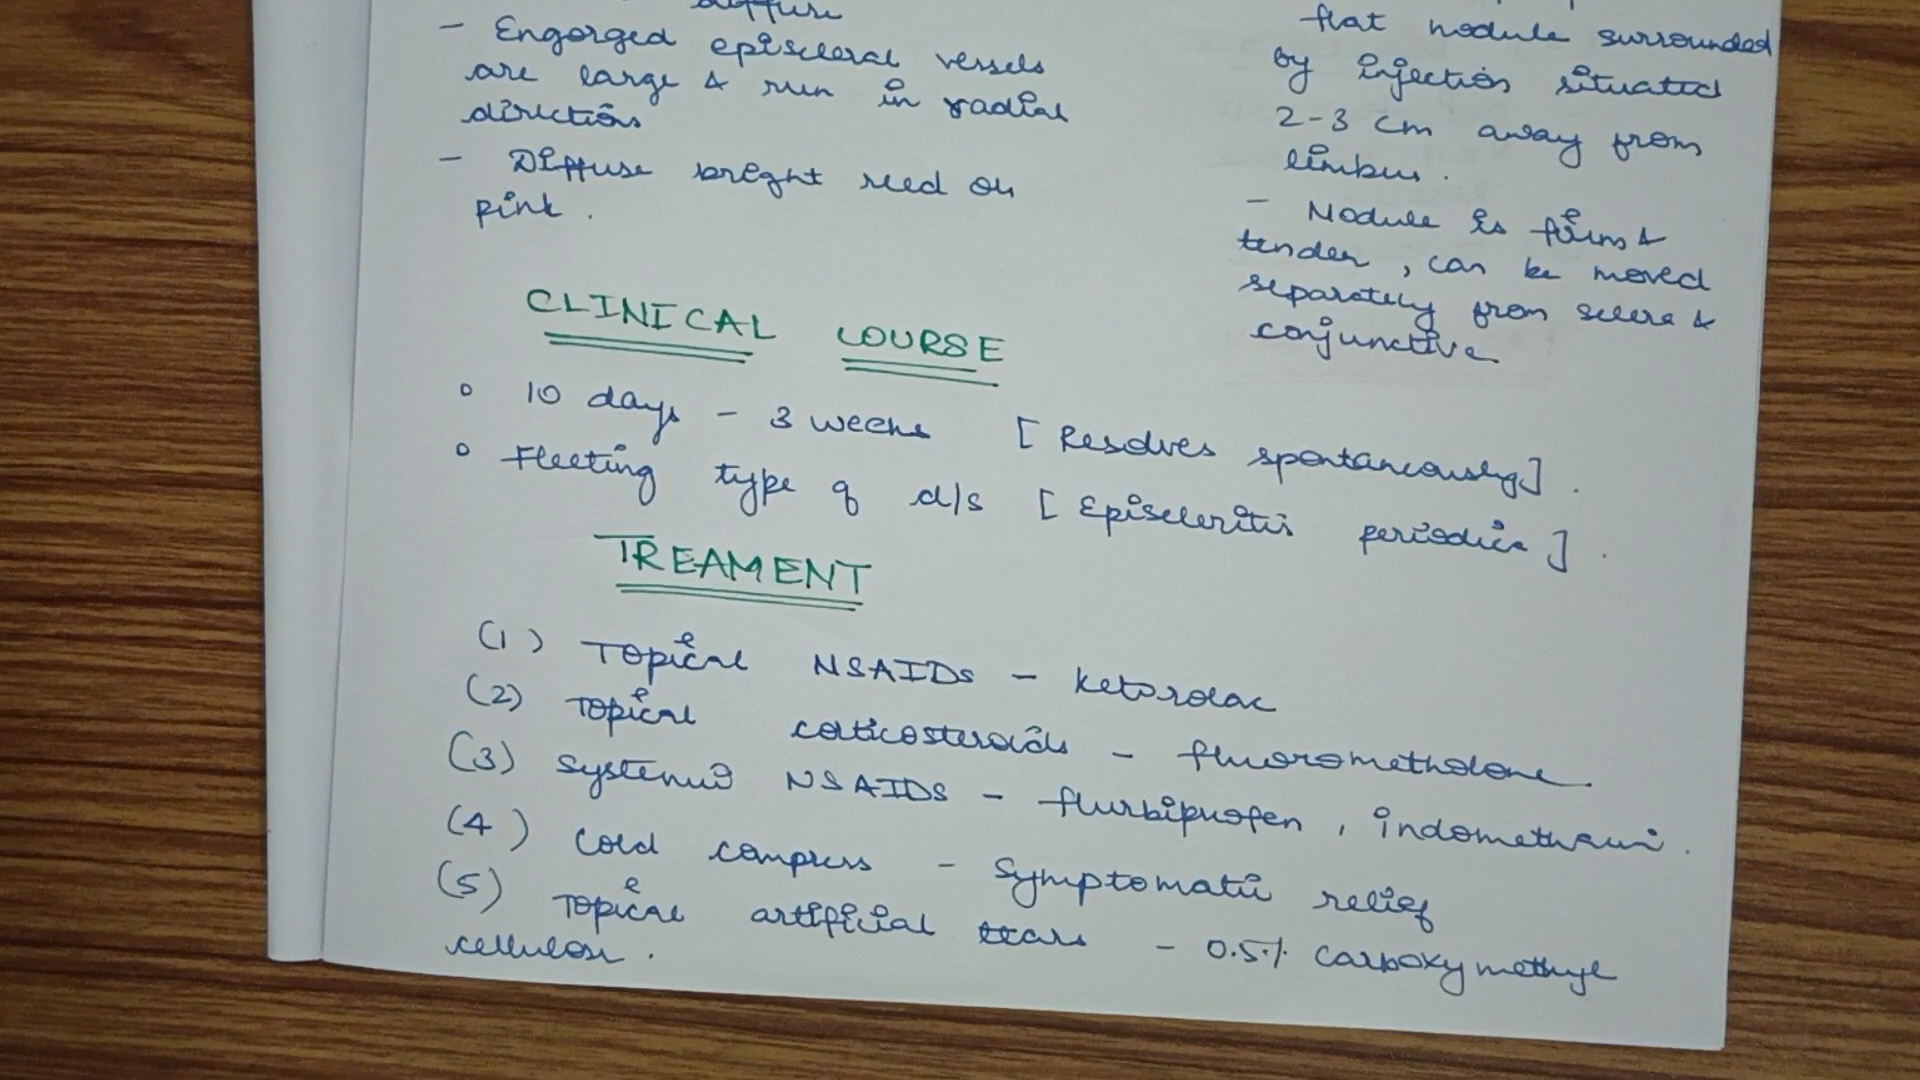 diffuse
- Engorged episcleral vessels
are large & run in radial
direction
- Diffuse bright red or
pink.
flat nodule surrounded
by injection situated
2-3 cm away from
limbus.
- Nodule is firm &
tender, can be moved
separately from sclera &
conjunctiva
CLINICAL COURSE
° 10 days - 3 weeks [Resolves spontaneously].
° Fleeting type of d/s [Episcleritis periodica].
TREAMENT
(1) Topical NSAIDs - ketorolac
(2) Topical corticosteroids - fluorometholone.
(3) Systemic NSAIDS - flurbiprofen, indomethacin.
(4) Cold compress - Symptomatic relief
(5) Topical artificial tears - 0.5% Carboxy methyl
cellulose.